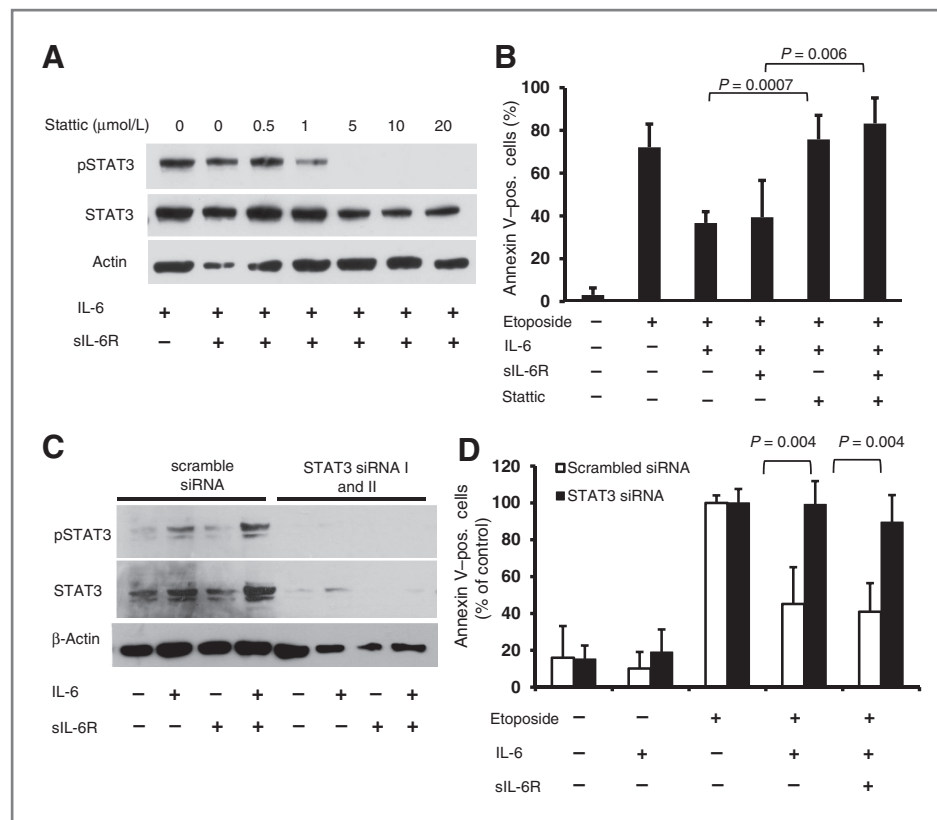 A
Stattic (μmol/L) 0 0 0.5 1 5 10 20
pSTAT3
STAT3
Actin
IL-6 + + + + + + +
sIL-6R – + + + + + +
B
P = 0.006
P = 0.0007
Annexin V–pos. cells (%)
100
80
60
40
20
0
Etoposide – + + + + +
IL-6 – – + + + +
sIL-6R – – – + – +
Stattic – – – – + +
C
scramble
siRNA
STAT3 siRNA I
and II
pSTAT3
STAT3
β-Actin
IL-6 – + – + – + – +
sIL-6R – – + + – – + +
D
P = 0.004 P = 0.004
Scrambled siRNA
STAT3 siRNA
Annexin V–pos. cells
(% of control)
120
100
80
60
40
20
0
Etoposide – – + + +
IL-6 – + – + +
sIL-6R – – – – +